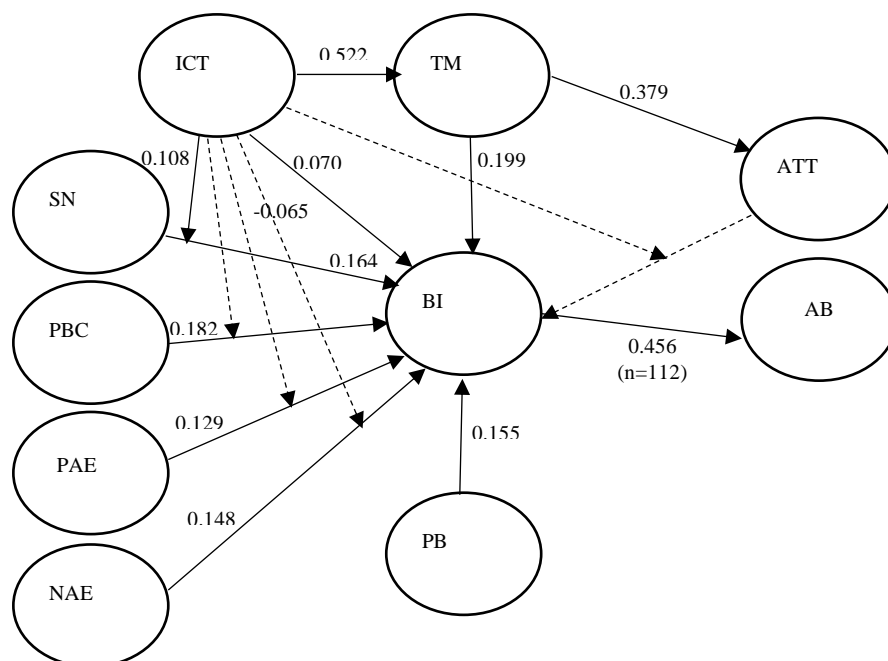 ICT
0.522
TM
0.379
0.108
0.070
0.199
ATT
SN
-0.065
0.164
PBC
0.182
BI
AB
0.456
(n=112)
0.129
0.155
PAE
0.148
PB
NAE